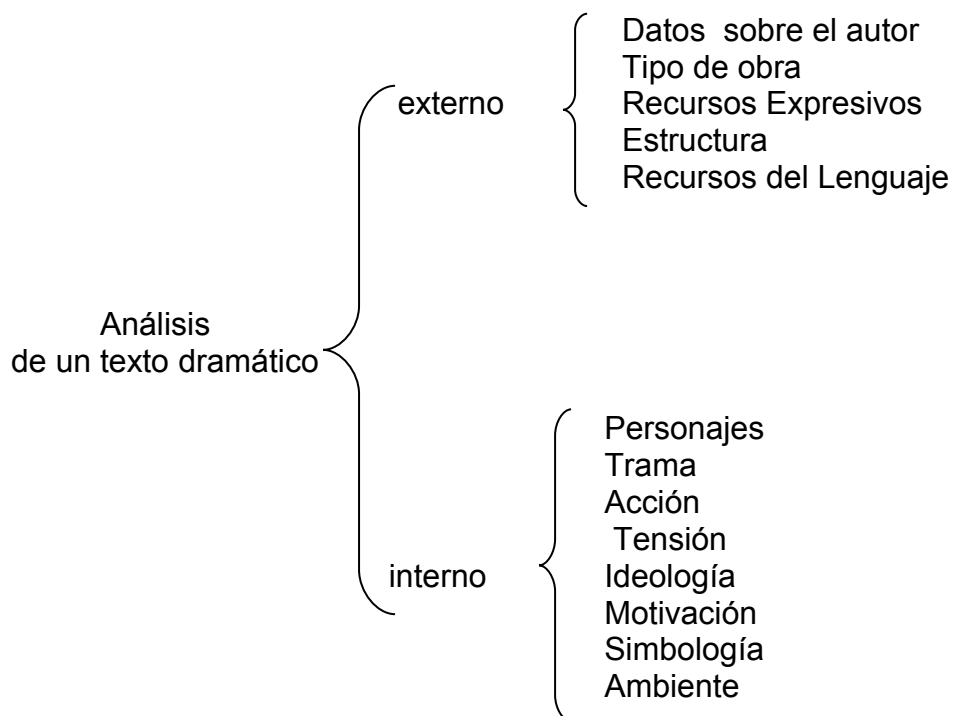 Datos sobre el autor
Tipo de obra
externo
Recursos Expresivos
Estructura
Recursos del Lenguaje
Análisis
de un texto dramático
Personajes
Trama
Acción
Tensión
interno
Ideología
Motivación
Simbología
Ambiente